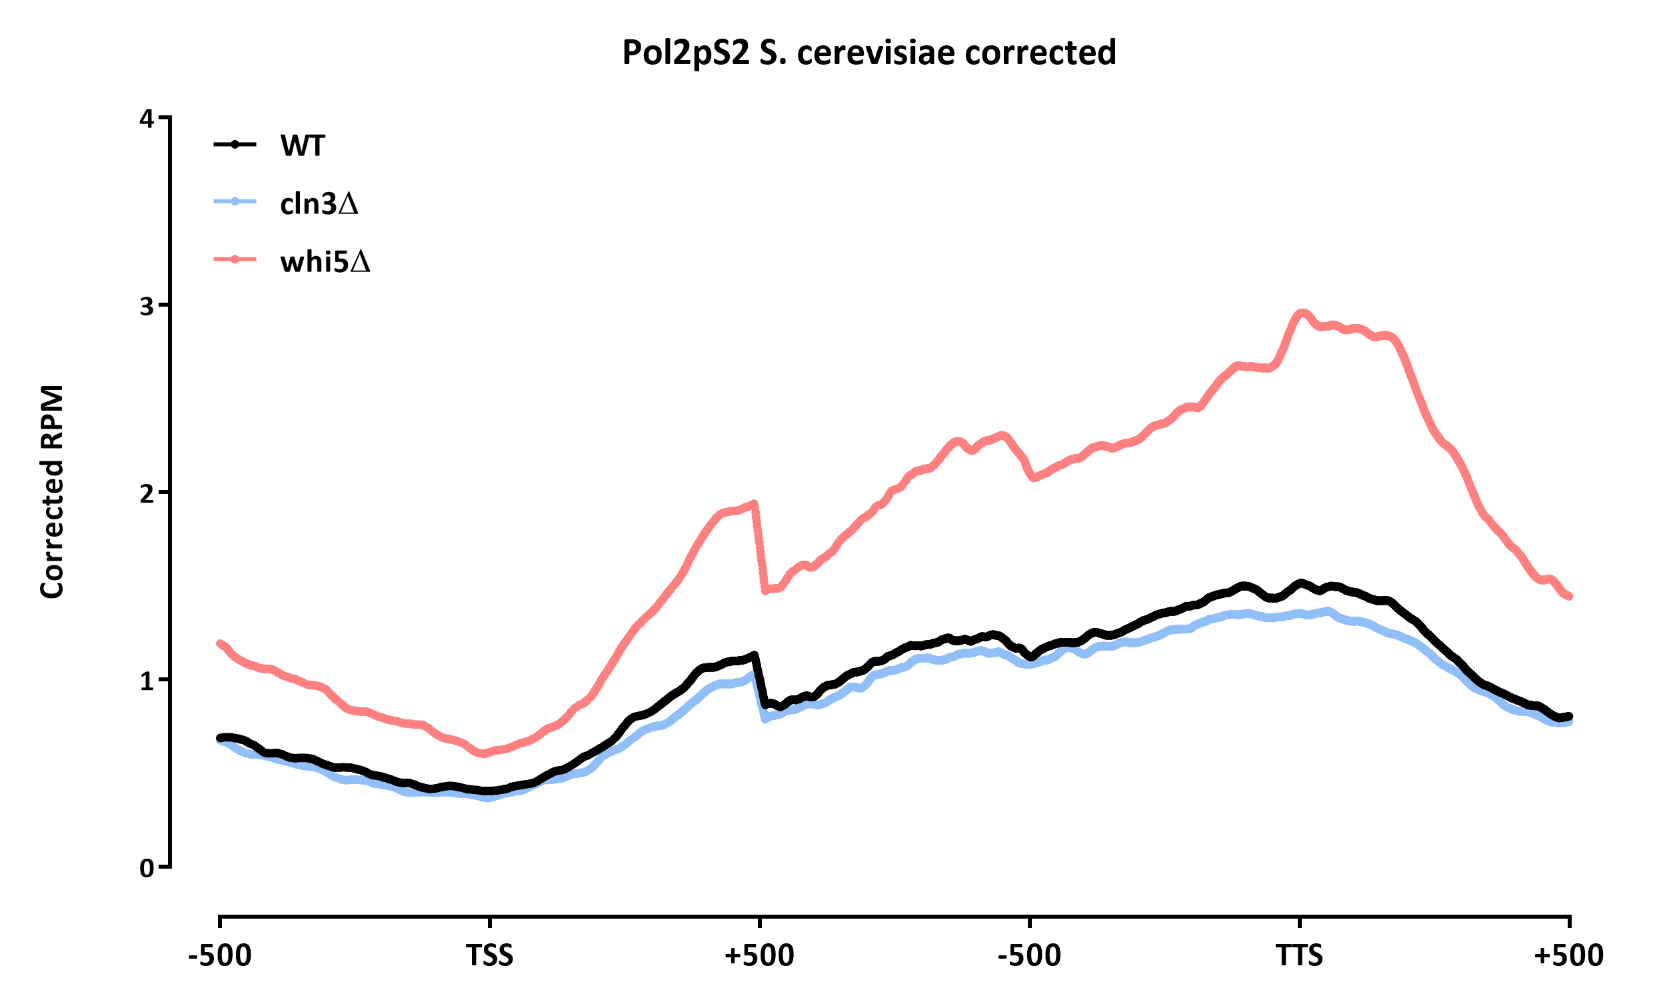 Pol2pS2 S. cerevisiae corrected
4
WT
cln3Δ
whi5Δ
3
2
1
0
Corrected RPM
-500 TSS +500 -500 TTS +500